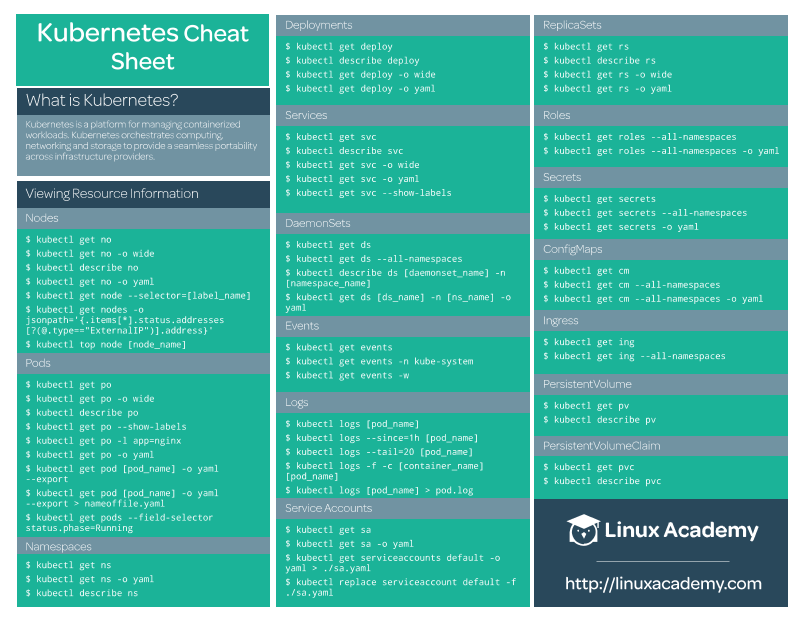 Kubernetes Cheat
Sheet
What is Kubernetes?
Kubernetes is a platform for managing containerized
workloads. Kubernetes orchestrates computing,
networking and storage to provide a seamless portability
across infrastructure providers.
Viewing Resource Information
Nodes
$ kubectl get no
$ kubectl get no -o wide
$ kubectl describe no
$ kubectl get no -o yaml
$ kubectl get node --selector=[label_name]
$ kubectl get nodes -o
jsonpath='{.items[*].status.addresses
[?(@.type=="ExternalIP")].address}'
$ kubectl top node [node_name]
Pods
$ kubectl get po
$ kubectl get po -o wide
$ kubectl describe po
$ kubectl get po --show-labels
$ kubectl get po -l app=nginx
$ kubectl get po -o yaml
$ kubectl get pod [pod_name] -o yaml
--export
$ kubectl get pod [pod_name] -o yaml
--export > nameoffile.yaml
$ kubectl get pods --field-selector
status.phase=Running
Namespaces
$ kubectl get ns
$ kubectl get ns -o yaml
$ kubectl describe ns
Deployments
$ kubectl get deploy
$ kubectl describe deploy
$ kubectl get deploy -o wide
$ kubectl get deploy -o yaml
Services
$ kubectl get svc
$ kubectl describe svc
$ kubectl get svc -o wide
$ kubectl get svc -o yaml
$ kubectl get svc --show-labels
DaemonSets
$ kubectl get ds
$ kubectl get ds --all-namespaces
$ kubectl describe ds [daemonset_name] -n
[namespace_name]
$ kubectl get ds [ds_name] -n [ns_name] -o
yaml
Events
$ kubectl get events
$ kubectl get events -n kube-system
$ kubectl get events -w
Logs
$ kubectl logs [pod_name]
$ kubectl logs --since=1h [pod_name]
$ kubectl logs --tail=20 [pod_name]
$ kubectl logs -f -c [container_name]
[pod_name]
$ kubectl logs [pod_name] > pod.log
Service Accounts
$ kubectl get sa
$ kubectl get sa -o yaml
$ kubectl get serviceaccounts default -o
yaml > ./sa.yaml
$ kubectl replace serviceaccount default -f
./sa.yaml
ReplicaSets
$ kubectl get rs
$ kubectl describe rs
$ kubectl get rs -o wide
$ kubectl get rs -o yaml
Roles
$ kubectl get roles --all-namespaces
$ kubectl get roles --all-namespaces -o yaml
Secrets
$ kubectl get secrets
$ kubectl get secrets --all-namespaces
$ kubectl get secrets -o yaml
ConfigMaps
$ kubectl get cm
$ kubectl get cm --all-namespaces
$ kubectl get cm --all-namespaces -o yaml
Ingress
$ kubectl get ing
$ kubectl get ing --all-namespaces
PersistentVolume
$ kubectl get pv
$ kubectl describe pv
PersistentVolumeClaim
$ kubectl get pvc
$ kubectl describe pvc
Linux Academy
http://linuxacademy.com